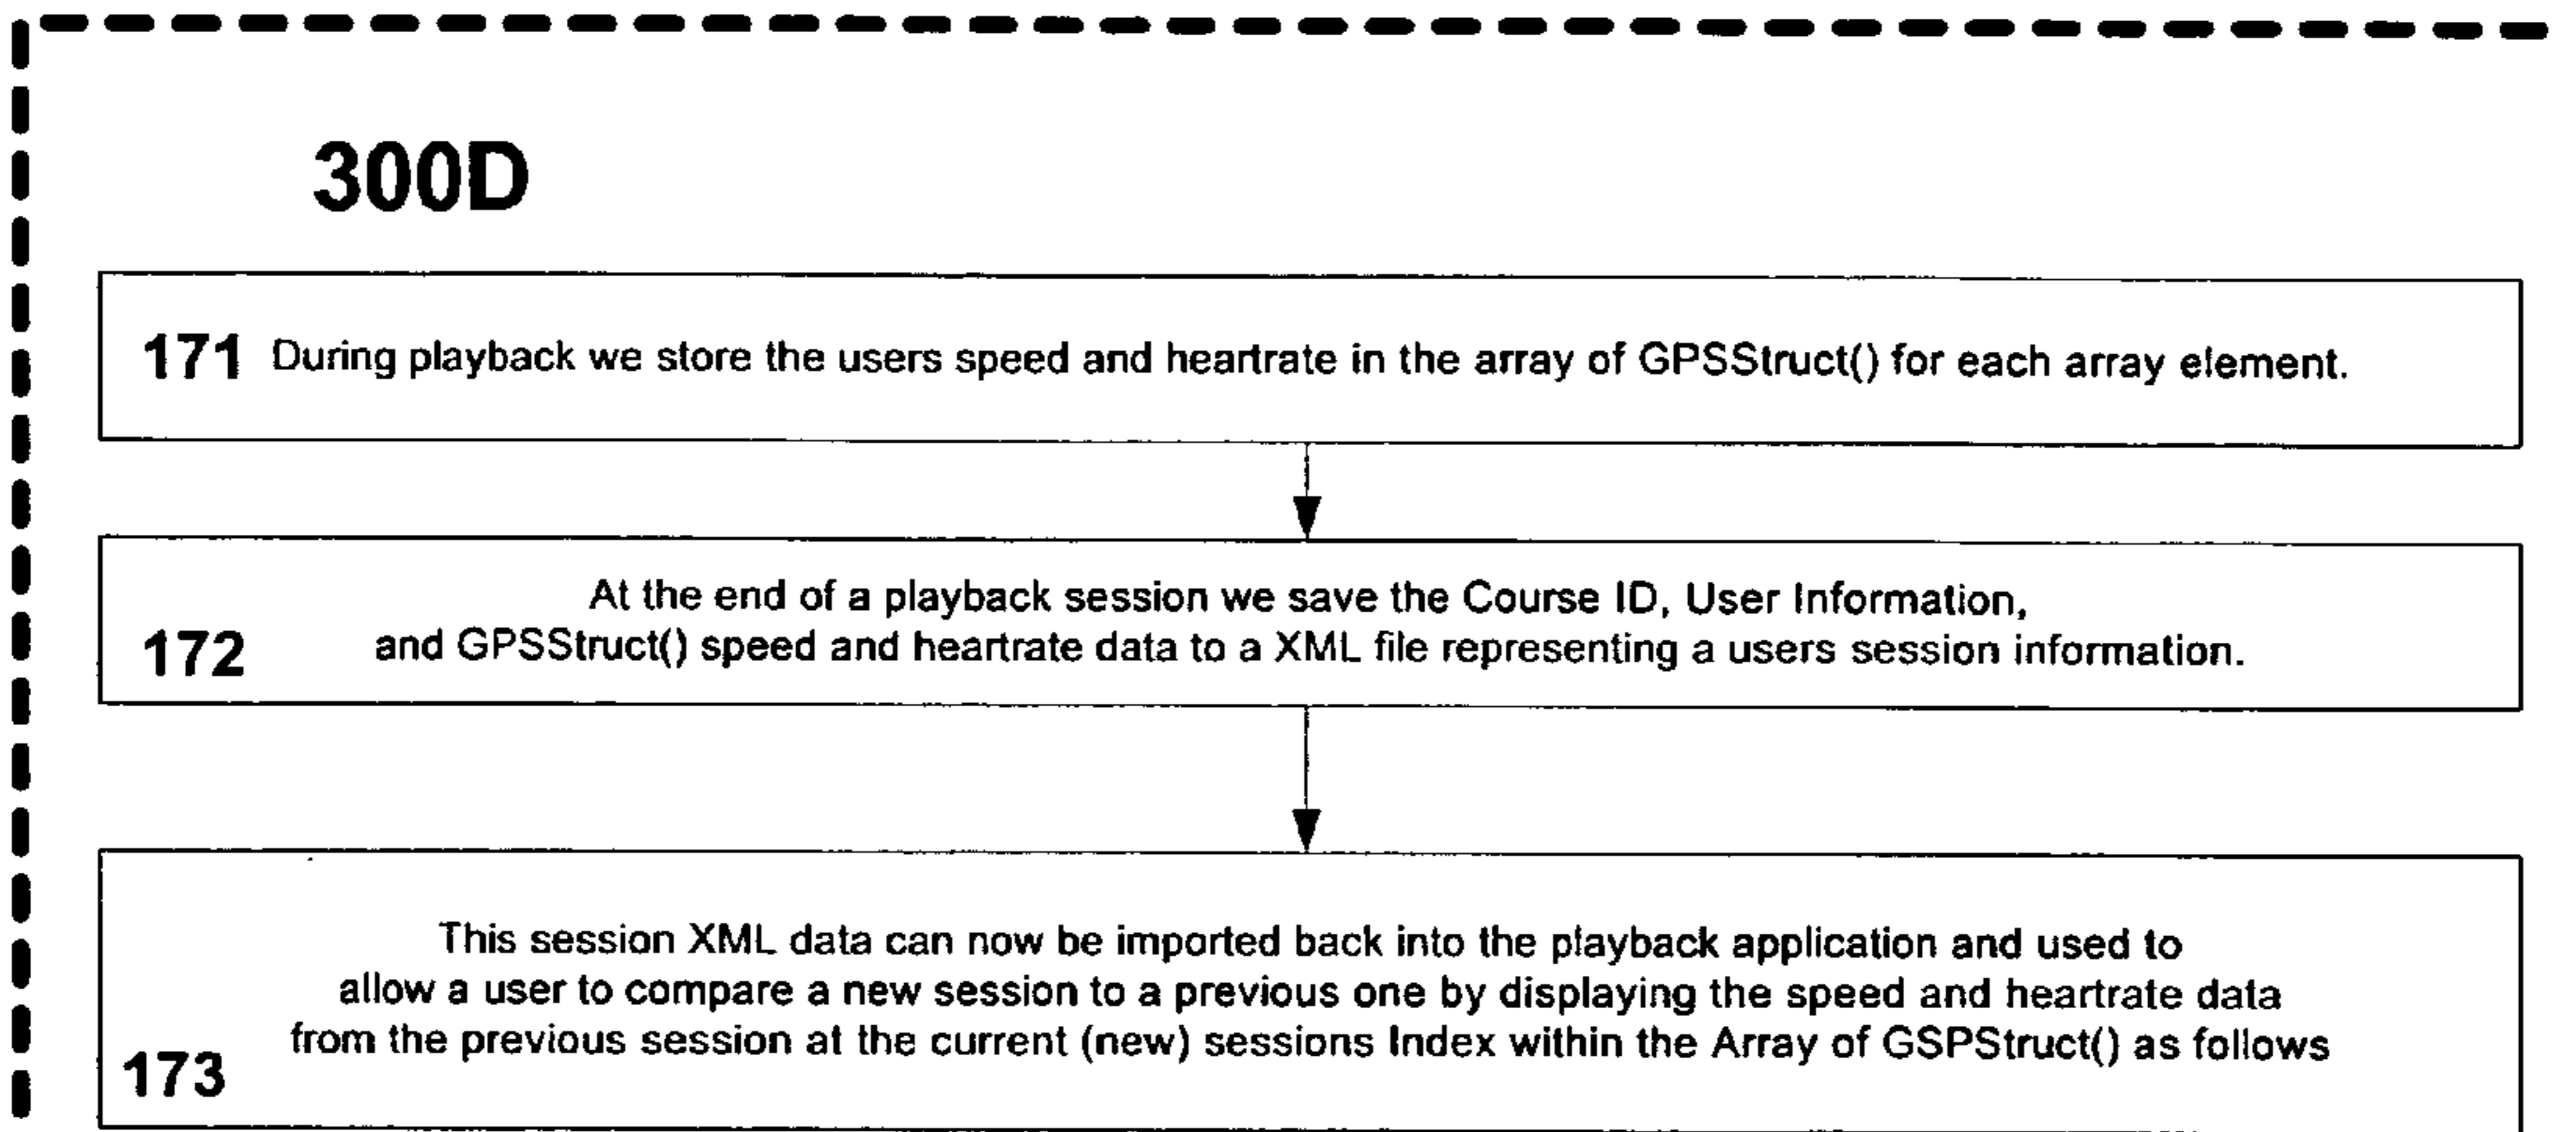 300D
171 During playback we store the users speed and heartrate in the array of GPSStruct() for each array element.
At the end of a playback session we save the Course ID, User Information,
172 and GPSStruct() speed and heartrate data to a XML file representing a users session information.
This session XML data can now be imported back into the playback application and used to
allow a user to compare a new session to a previous one by displaying the speed and heartrate data
from the previous session at the current (new) sessions Index within the Array of GSPStruct() as follows
173